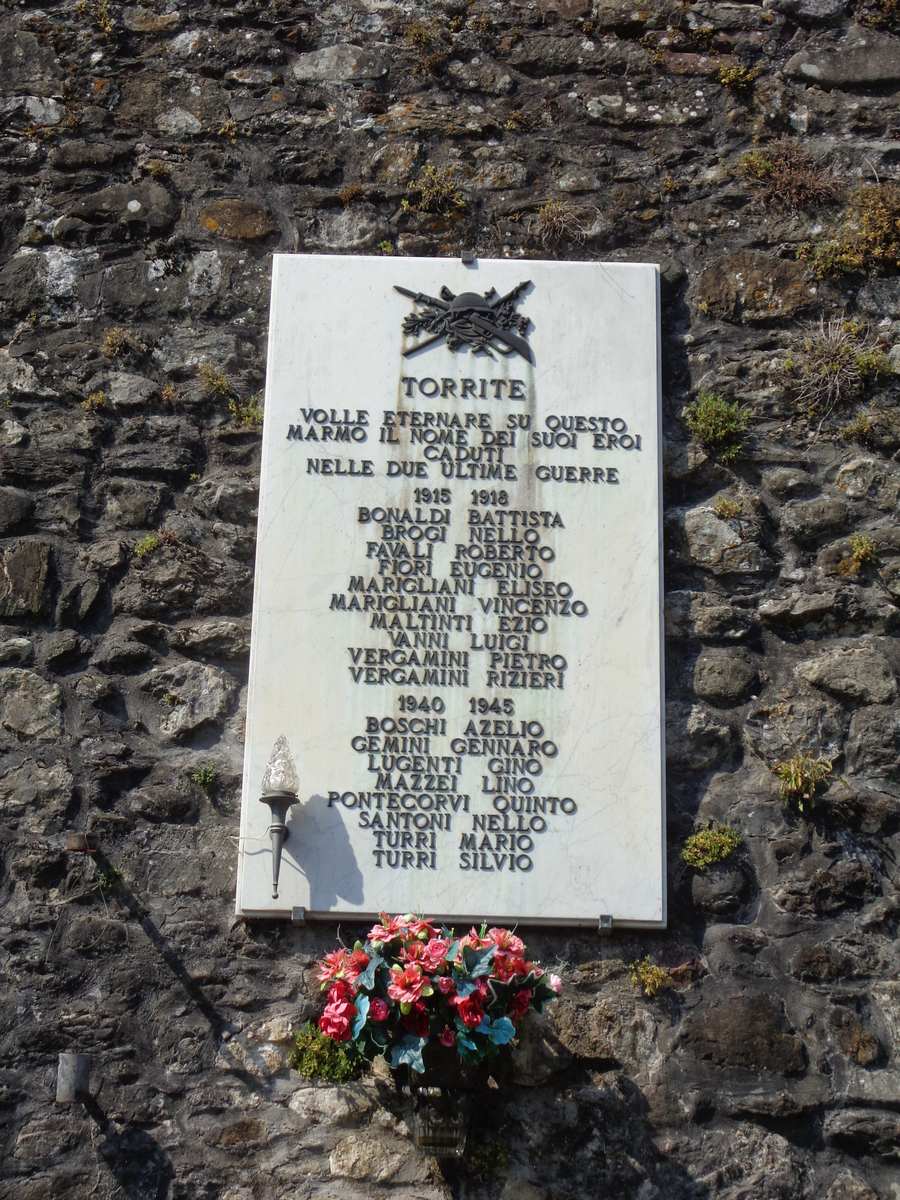 TORRITE
VOLLE ETERNARE SU QUESTO
MARMO IL NOME DEI SUOI EROI
CADUTI
NELLE DUE ULTIME GUERRE
1915 1918
BONALDI BATTISTA
BROGI NELLO
FAVALI ROBERTO
FIORI EUGENIO
MARIGLIANI ELISEO
MARIGLIANI VINCENZO
MALTINTI EZIO
VANNI LUIGI
VERGAMINI PIETRO
VERGAMINI RIZIERI
1940 1945
BOSCHI AZELIO
GEMINI GENNARO
LUGENTI GINO
MAZZEI LINO
PONTECORVI QUINTO
SANTONI NELLO
TURRI MARIO
TURRI SILVIO